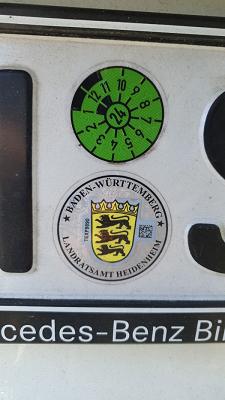 1 2 3 4 5 6 7 8 9 10 11 12
24
BADEN-WÜRTTEMBERG
LANDRATSAMT HEIDENHEIM
cedes-Benz Bi